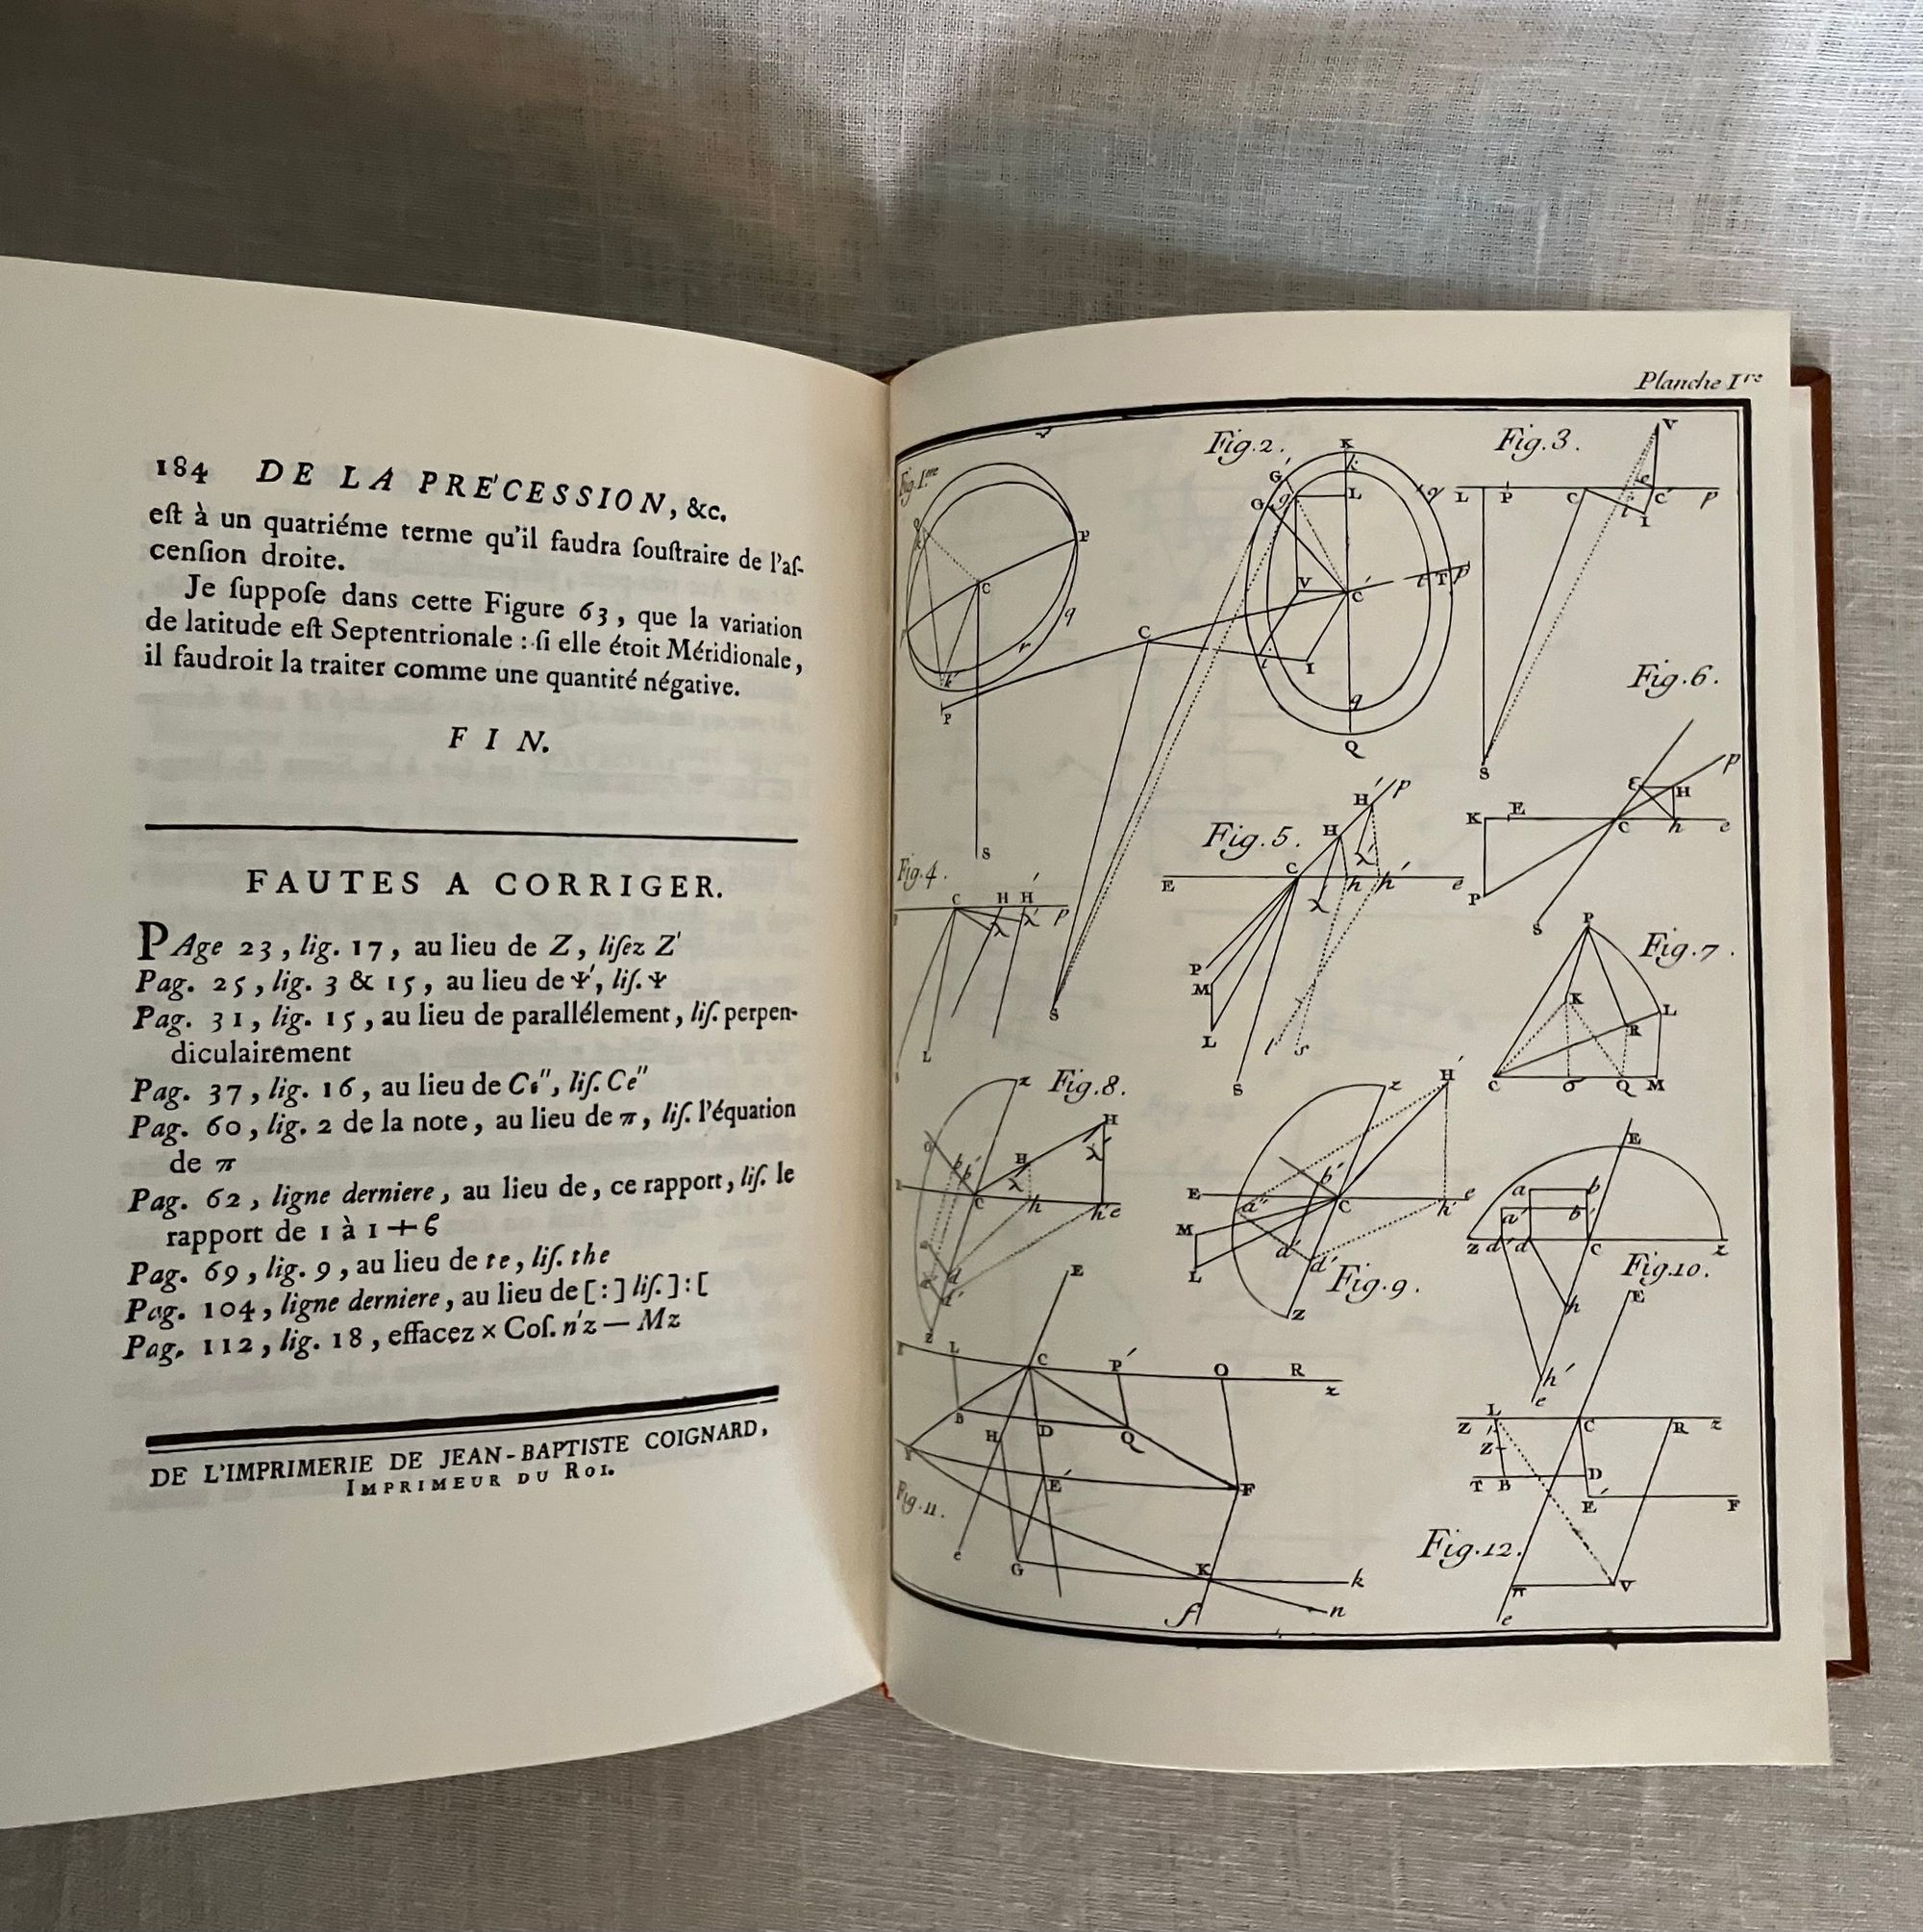 184 DE LA PRÉCESSION, &c.
eſt à un quatriéme terme qu'il faudra ſouſtraire de l'aſ-
cenſion droite.
Je ſuppoſe dans cette Figure 63, que la variation
de latitude eſt Septentrionale : ſi elle étoit Méridionale,
il faudroit la traiter comme une quantité négative.
F I N.
FAUTES A CORRIGER.
PAge 23, lig. 17, au lieu de Z, liſez Z'
Pag. 25, lig. 3 & 15, au lieu de Ψ', liſ. Ψ
Pag. 31, lig. 15, au lieu de parallélement, liſ. perpen-
diculairement
Pag. 37, lig. 16, au lieu de Cε'', liſ. Ce''
Pag. 60, lig. 2 de la note, au lieu de π, liſ. l'équation
de π
Pag. 62, ligne derniere, au lieu de, ce rapport, liſ. le
rapport de 1 à 1 + ϐ
Pag. 69, lig. 9, au lieu de te, liſ. the
Pag. 104, ligne derniere, au lieu de [:] liſ. ]:[
Pag. 112, lig. 18, effacez × Coſ. n'z — Mz
DE L'IMPRIMERIE DE JEAN-BAPTISTE COIGNARD,
IMPRIMEUR DU ROI.
Planche I.re
Fig. 1.ere
P
C
q
r
k'
S
Fig. 2.
K
k
G'
G
g
L
V
C'
t T p
C
i
I
q
Q
P
S
Fig. 3.
V
L P C e C' p
i
I
S
Fig. 4.
C H H' p
λ λ'
L
Fig. 5.
H' p
H
λ'
E C h h' e
λ
P
M
L
l s
S
Fig. 6.
p
ε H
K E C h e
P
S
Fig. 7.
P
K
L
R
C σ Q M
Fig. 8.
z
H
b b' H λ
λ
C h h' e
d
Z
Fig. 9.
z H'
b'
E a'' C h' e
M
d' d'
L
Z
Fig. 10.
E
a b
a' b'
Z d' d C z
h
h'
e
Fig. 11.
E
L C P' O R
z
B
H D Q
E' F
e
G K k
f n
Fig. 12.
E
L
Z C R z
Z'
T B D
E' F
π V
e